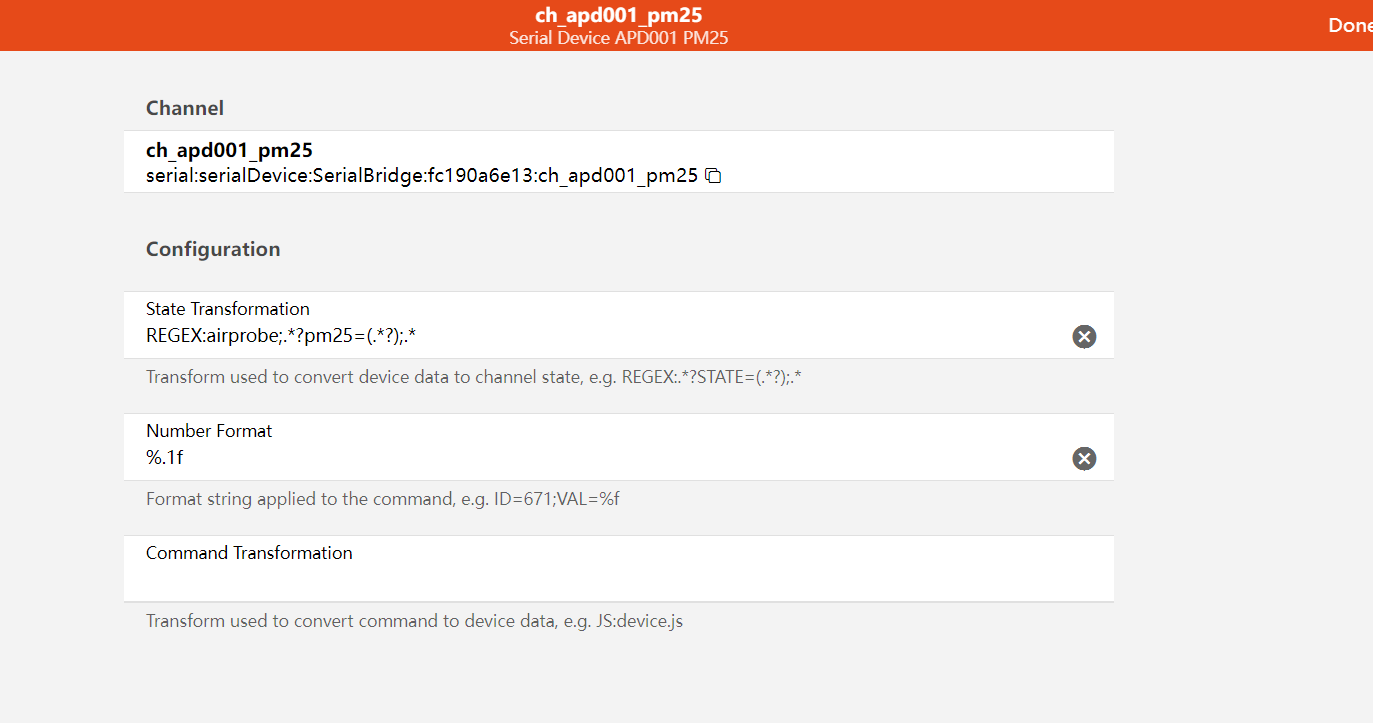 ch_apd001_pm25
Serial Device APD001 PM25
Done
Channel
ch_apd001_pm25
serial:serialDevice:SerialBridge:fc190a6e13:ch_apd001_pm25
Configuration
State Transformation
REGEX:airprobe;.*?pm25=(.*?);.*
Transform used to convert device data to channel state, e.g. REGEX:.*?STATE=(.*?);.*
Number Format
%.1f
Format string applied to the command, e.g. ID=671;VAL=%f
Command Transformation
Transform used to convert command to device data, e.g. JS:device.js